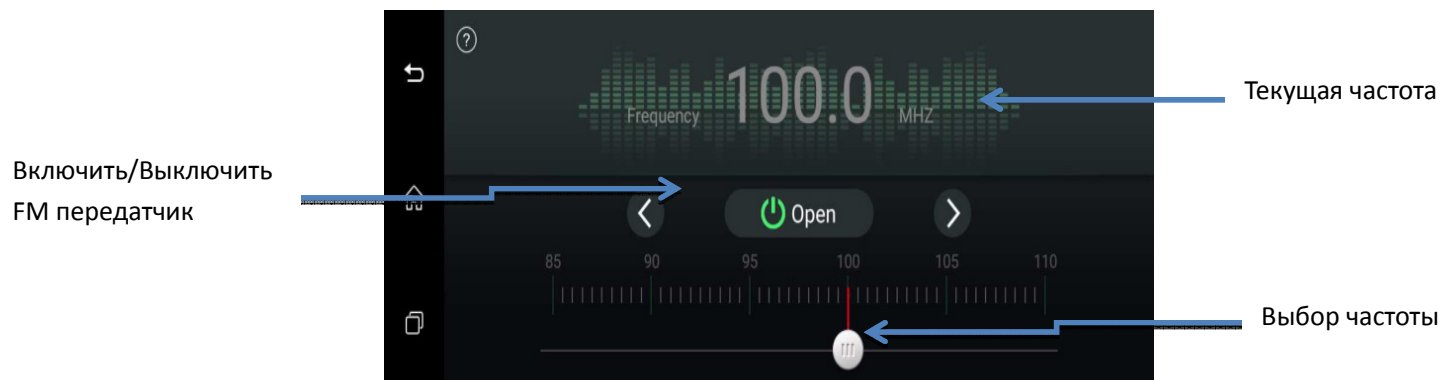 ?
Frequency 100.0 MHZ
Текущая частота
Включить/Выключить
FM передатчик
Open
85 90 95 100 105 110
Выбор частоты